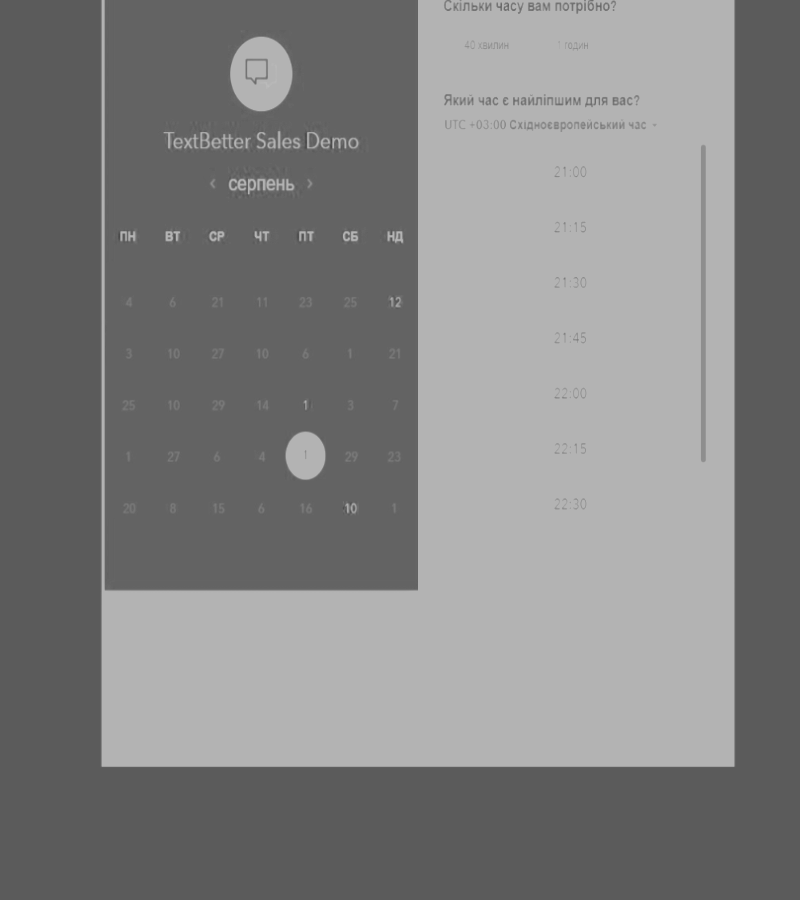 Скільки часу вам потрібно?
40 хвилин 1 годин
Який час є найліпшим для вас?
UTC +03:00 Східноєвропейський час
21:00
21:15
21:30
21:45
22:00
22:15
22:30
TextBetter Sales Demo
‹ серпень ›
ПН ВТ СР ЧТ ПТ СБ НД
4 6 21 11 23 25 12
3 10 27 10 6 1 21
25 10 29 14 1 3 7
1 27 6 4 1 29 23
20 8 15 6 16 10 1